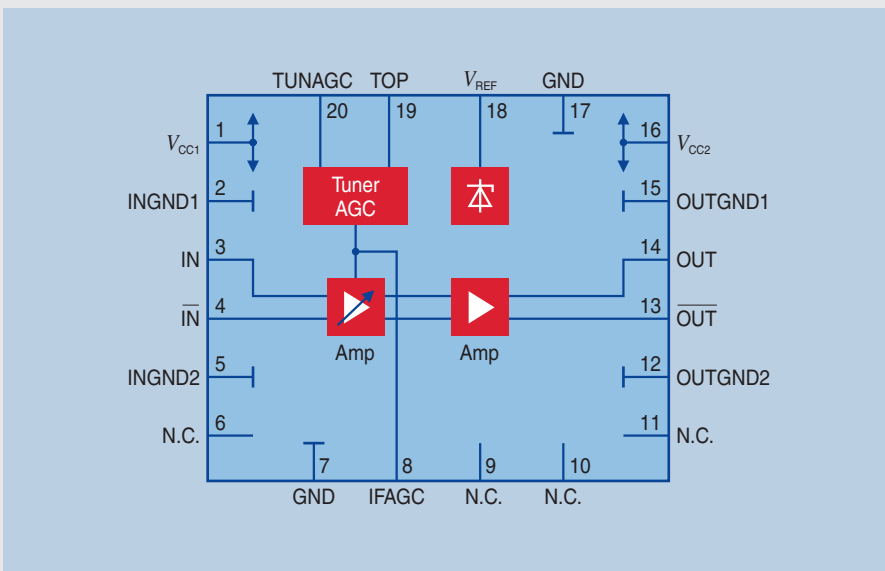 TUNAGC TOP VREF GND
20 19 18 17
VCC1 1 16 VCC2
Tuner
AGC
INGND1 2 15 OUTGND1
IN 3 14 OUT
I̅N̅ 4 13 O̅U̅T̅
Amp Amp
INGND2 5 12 OUTGND2
N.C. 6 11 N.C.
7 8 9 10
GND IFAGC N.C. N.C.